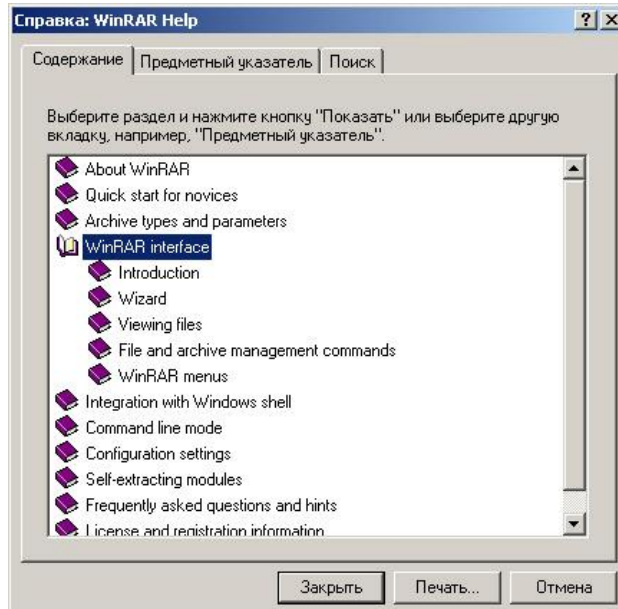 Справка: WinRAR Help
Содержание Предметный указатель Поиск
Выберите раздел и нажмите кнопку "Показать" или выберите другую
вкладку, например, "Предметный указатель".
About WinRAR
Quick start for novices
Archive types and parameters
WinRAR interface
Introduction
Wizard
Viewing files
File and archive management commands
WinRAR menus
Integration with Windows shell
Command line mode
Configuration settings
Self-extracting modules
Frequently asked questions and hints
License and registration information
Закрыть Печать... Отмена